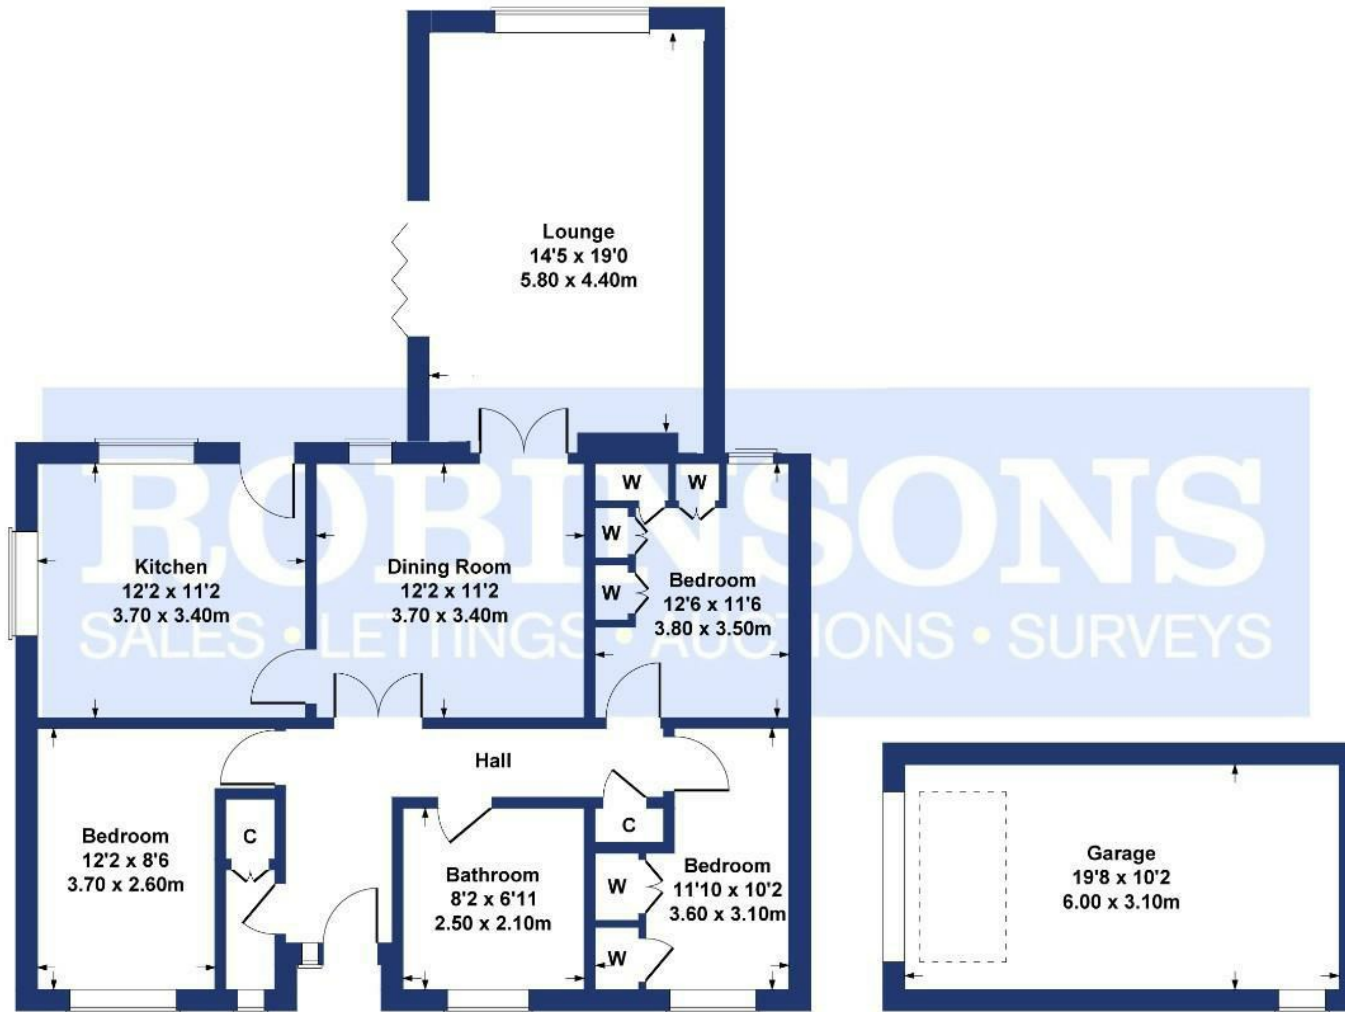 Lounge
14'5 x 19'0
5.80 x 4.40m
ROBINSONS
SALES • LETTINGS • AUCTIONS • SURVEYS
Kitchen
12'2 x 11'2
3.70 x 3.40m
Dining Room
12'2 x 11'2
3.70 x 3.40m
W
W
W
W
Bedroom
12'6 x 11'6
3.80 x 3.50m
Hall
Bedroom
12'2 x 8'6
3.70 x 2.60m
C
Bathroom
8'2 x 6'11
2.50 x 2.10m
C
W
W
Bedroom
11'10 x 10'2
3.60 x 3.10m
Garage
19'8 x 10'2
6.00 x 3.10m